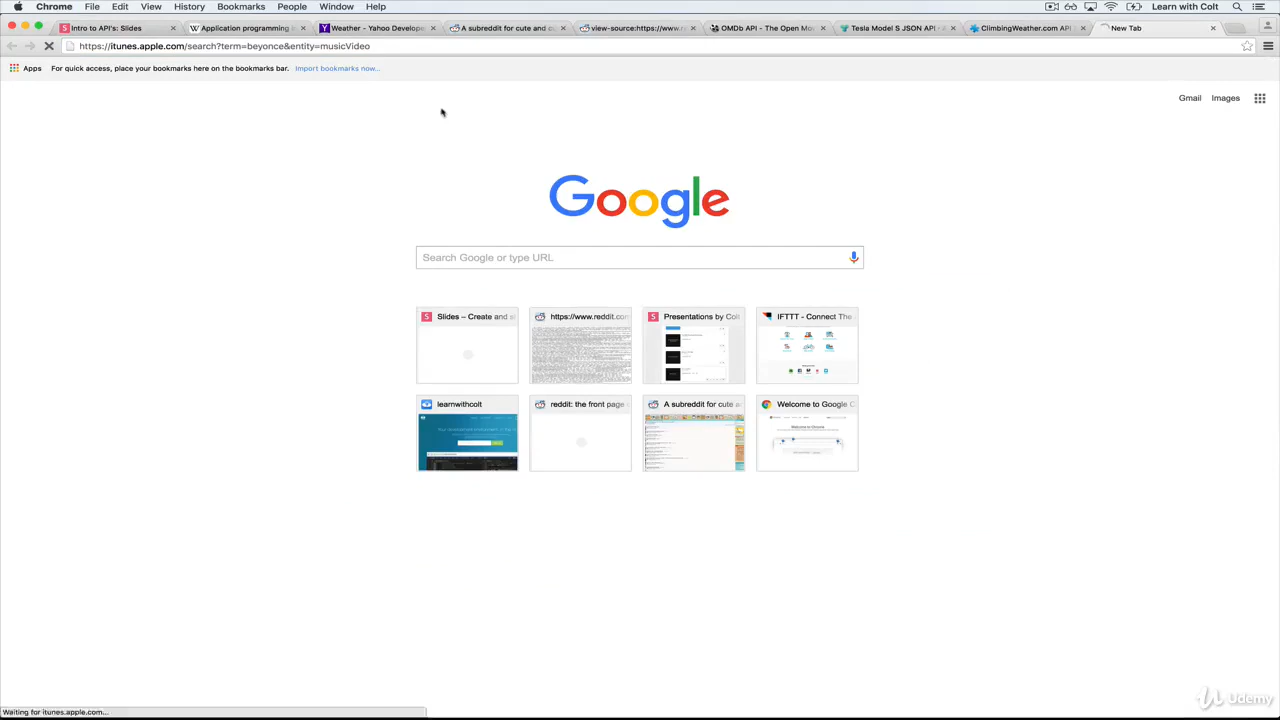 Chrome File Edit View History Bookmarks People Window Help Learn with Colt
Intro to API's: Slides Application programming i Weather - Yahoo Develope A subreddit for cute and cu view-source:https://www.r OMDb API - The Open Mo Tesla Model S JSON API - ClimbingWeather.com API New Tab
https://itunes.apple.com/search?term=beyonce&entity=musicVideo
Apps For quick access, place your bookmarks here on the bookmarks bar. Import bookmarks now...
Gmail Images
Google
Search Google or type URL
Slides – Create and s https://www.reddit.com Presentations by Colt IFTTT - Connect The
learnwithcolt reddit: the front page A subreddit for cute a Welcome to Google C
Waiting for itunes.apple.com...
Udemy